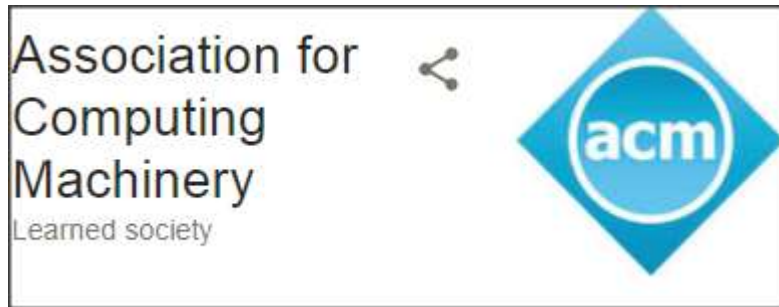 Association for
Computing
Machinery
Learned society
acm